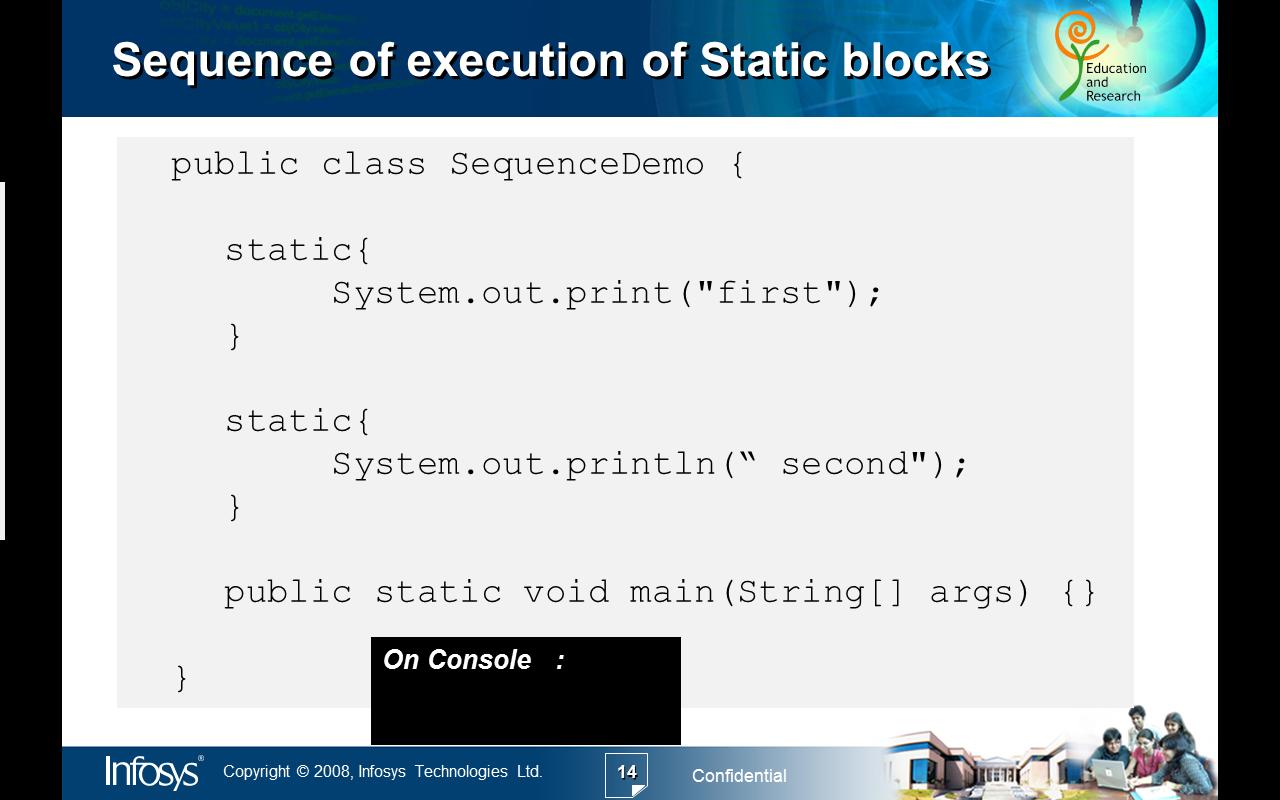 Sequence of execution of Static blocks
Education
and
Research
public class SequenceDemo {
static{
System.out.print("first");
}
static{
System.out.println(‟ second");
}
public static void main(String[] args) {}
}
On Console :
Infosys®
Copyright © 2008, Infosys Technologies Ltd.
14
Confidential